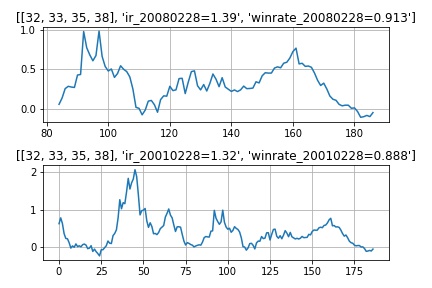 [[32, 33, 35, 38], 'ir_20080228=1.39', 'winrate_20080228=0.913']
1.0
0.5
0.0
80 100 120 140 160 180
[[32, 33, 35, 38], 'ir_20010228=1.32', 'winrate_20010228=0.888']
2
1
0
0 25 50 75 100 125 150 175